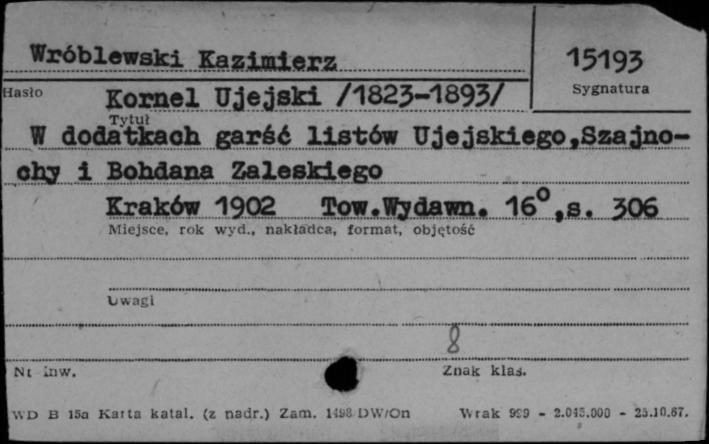 Wróblewski Kazimierz
15193
Hasło
Sygnatura
Kornel Ujejski /1823-1893/
Tytuł
W dodatkach garść listów Ujejskiego,Szajno-
chy i Bohdana Zaleskiego
Kraków 1902 Tow.Wydawn. 16°,s. 306
Miejsce, rok wyd., nakładca, format, objętość
Uwagi
8
Nr inw.
Znak klas.
WD B 15a Karta katal. (z nadr.) Zam. 1498 DW/On Wrak 989 - 2.045.000 - 25.10.67.